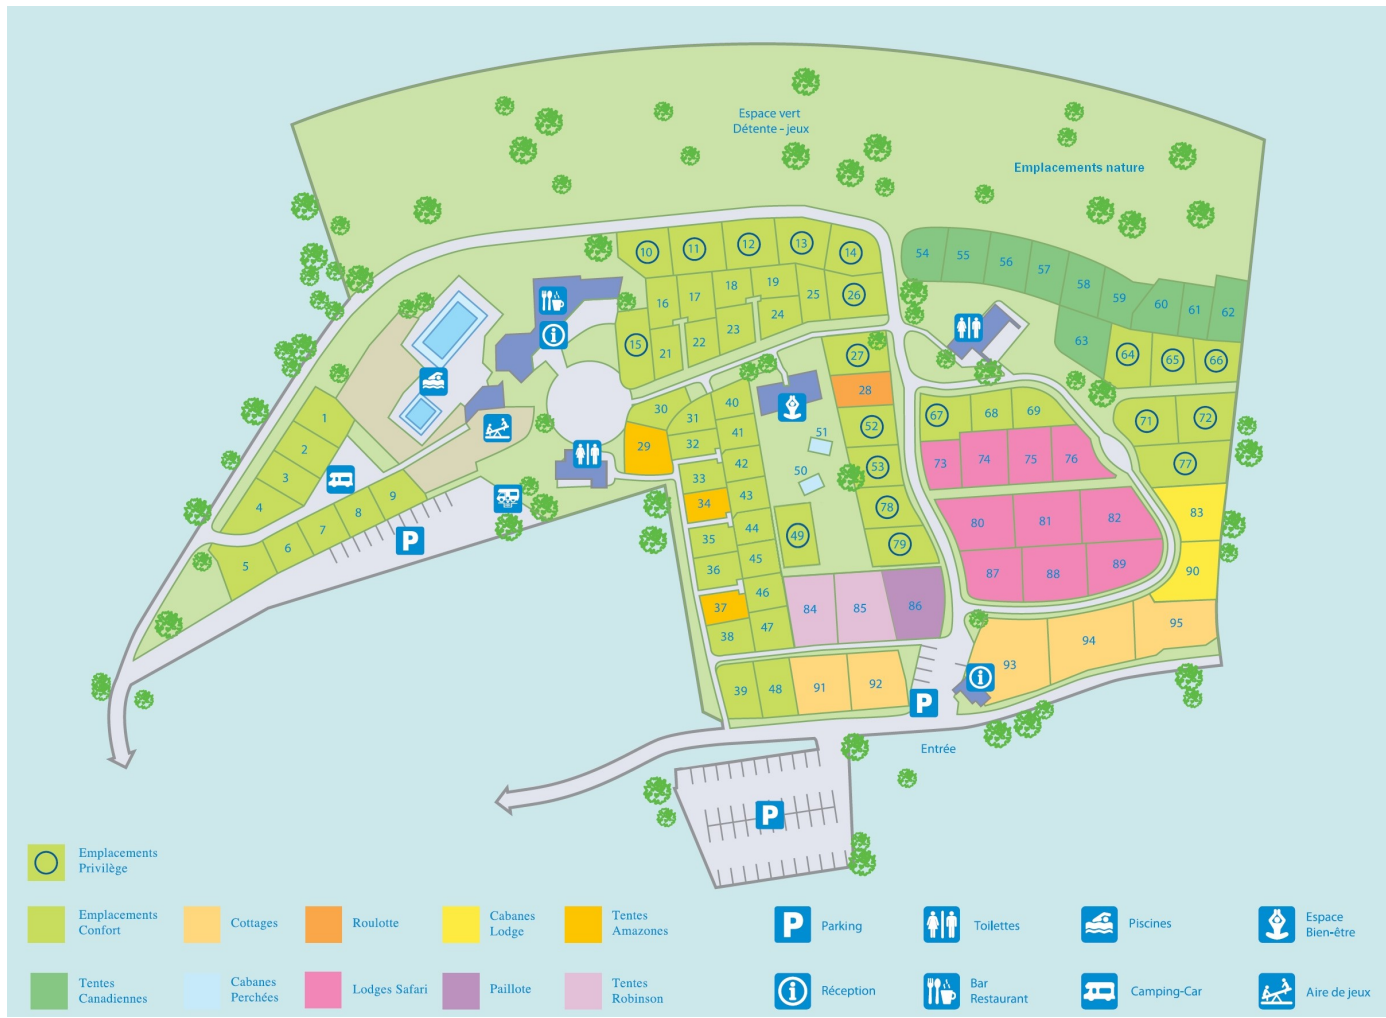 Espace vert
Détente - jeux
Emplacements nature
10
11
12
13
14
54
55
56
57
58
59
60
61
62
16
17
18
19
25
26
24
23
22
21
15
63
64
65
66
27
28
52
53
78
79
51
50
49
1
2
3
4
5
6
7
8
9
P
30
29
31
32
33
34
35
36
37
38
39
40
41
42
43
44
45
46
47
48
67
68
69
71
72
77
73
74
75
76
80
81
82
83
87
88
89
90
84
85
86
91
92
93
94
95
P
Entrée
P
Emplacements
Privilège
Emplacements
Confort
Cottages
Roulotte
Cabanes
Lodge
Tentes
Amazones
P
Parking
Toilettes
Piscines
Espace
Bien-être
Tentes
Canadiennes
Cabanes
Perchées
Lodges Safari
Paillote
Tentes
Robinson
Réception
Bar
Restaurant
Camping-Car
Aire de jeux